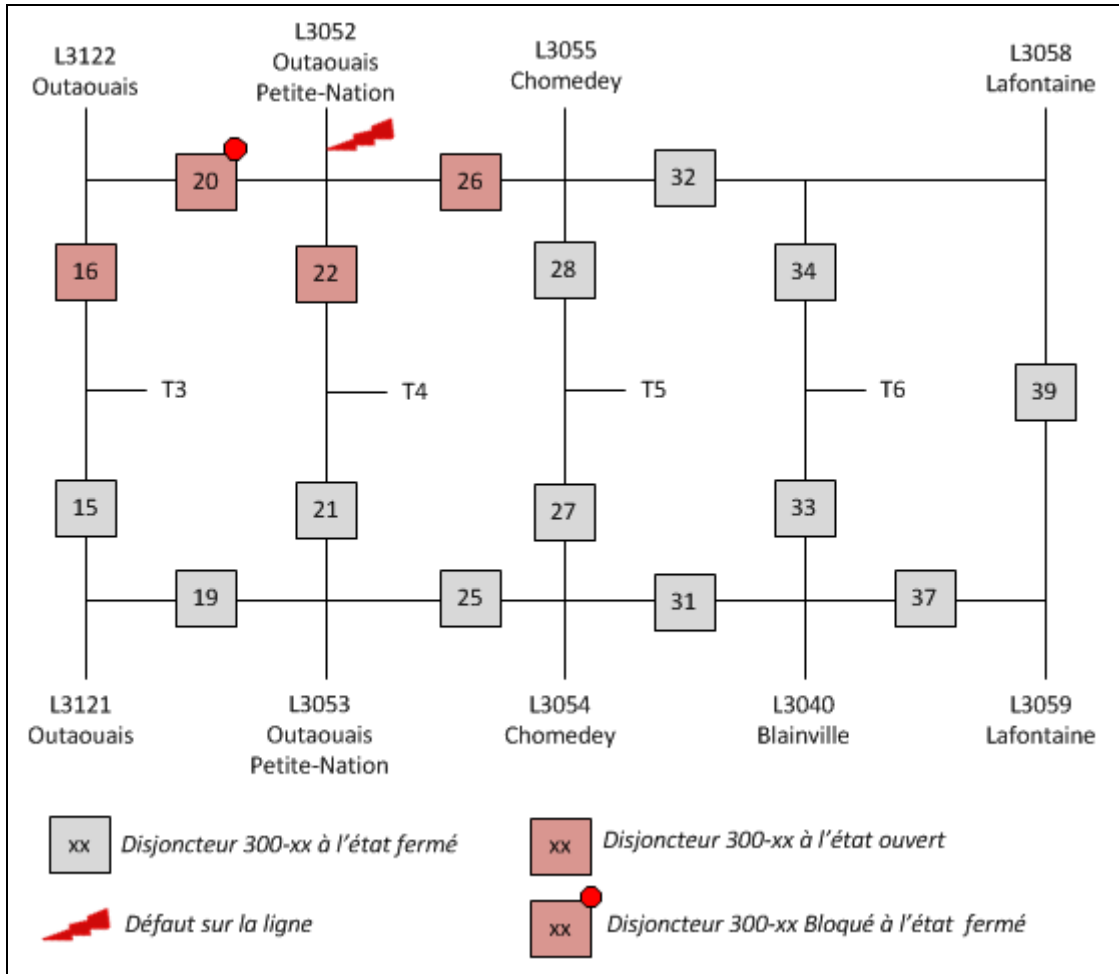 L3122
Outaouais
L3052
Outaouais
Petite-Nation
L3055
Chomedey
L3058
Lafontaine
20
26
32
16
22
28
34
T3
T4
T5
T6
39
15
21
27
33
19
25
31
37
L3121
Outaouais
L3053
Outaouais
Petite-Nation
L3054
Chomedey
L3040
Blainville
L3059
Lafontaine
xx
Disjoncteur 300-xx à l'état fermé
xx
Disjoncteur 300-xx à l'état ouvert
Défaut sur la ligne
xx
Disjoncteur 300-xx Bloqué à l'état fermé